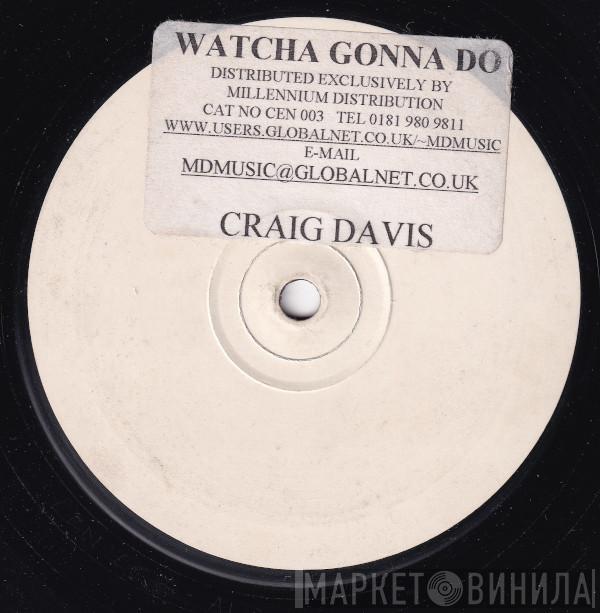 WATCHA GONNA DO
DISTRIBUTED EXCLUSIVELY BY
MILLENNIUM DISTRIBUTION
CAT NO CEN 003 TEL 0181 980 9811
WWW.USERS.GLOBALNET.CO.UK/~MDMUSIC
E-MAIL
MDMUSIC@GLOBALNET.CO.UK
CRAIG DAVIS
МАРКЕТ ВИНИЛА